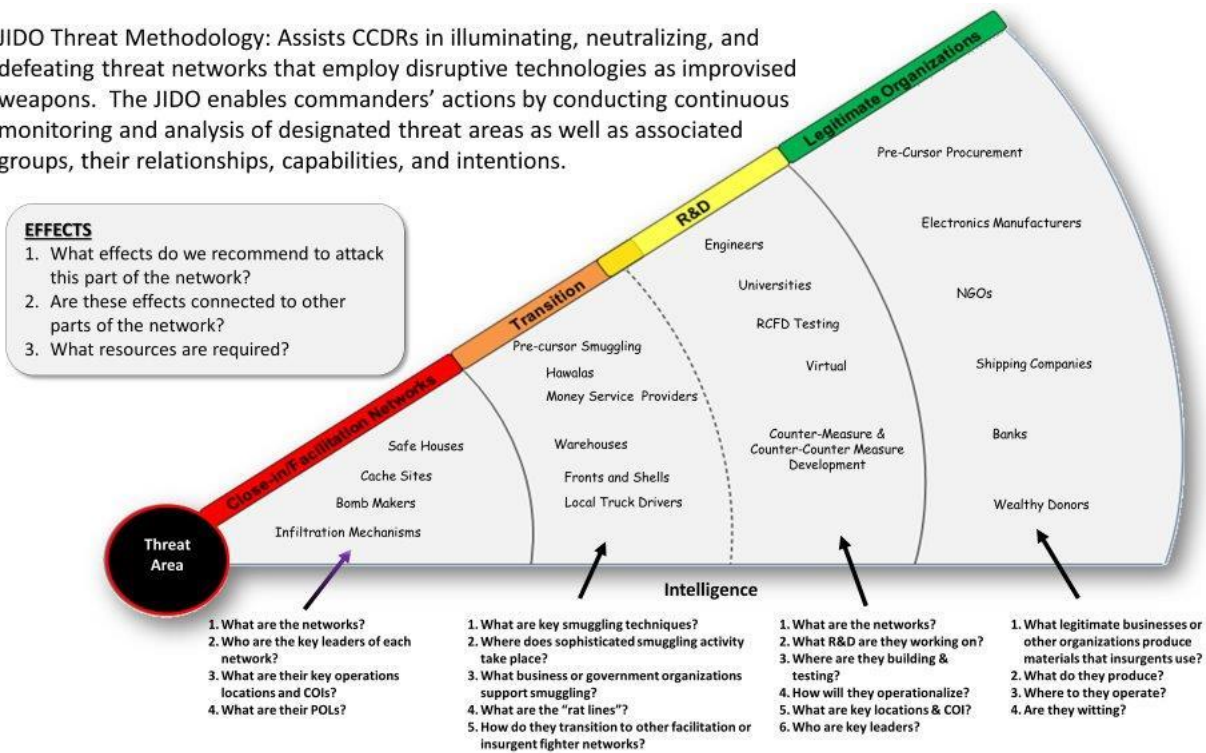 JIDO Threat Methodology: Assists CCDRs in illuminating, neutralizing, and
defeating threat networks that employ disruptive technologies as improvised
weapons. The JIDO enables commanders' actions by conducting continuous
monitoring and analysis of designated threat areas as well as associated
groups, their relationships, capabilities, and intentions.
EFFECTS
1. What effects do we recommend to attack
this part of the network?
2. Are these effects connected to other
parts of the network?
3. What resources are required?
Threat
Area
Close-in/Facilitation Networks
Safe Houses
Cache Sites
Bomb Makers
Infiltration Mechanisms
Transition
Pre-cursor Smuggling
Hawalas
Money Service Providers
Warehouses
Fronts and Shells
Local Truck Drivers
R&D
Engineers
Universities
RCFD Testing
Virtual
Counter-Measure &
Counter-Counter Measure
Development
Legitimate Organizations
Pre-Cursor Procurement
Electronics Manufacturers
NGOs
Shipping Companies
Banks
Wealthy Donors
Intelligence
1. What are the networks?
2. Who are the key leaders of each
network?
3. What are their key operations
locations and COIs?
4. What are their POLs?
1. What are key smuggling techniques?
2. Where does sophisticated smuggling activity
take place?
3. What business or government organizations
support smuggling?
4. What are the "rat lines"?
5. How do they transition to other facilitation or
insurgent fighter networks?
1. What are the networks?
2. What R&D are they working on?
3. Where are they building &
testing?
4. How will they operationalize?
5. What are key locations & COI?
6. Who are key leaders?
1. What legitimate businesses or
other organizations produce
materials that insurgents use?
2. What do they produce?
3. Where to they operate?
4. Are they witting?